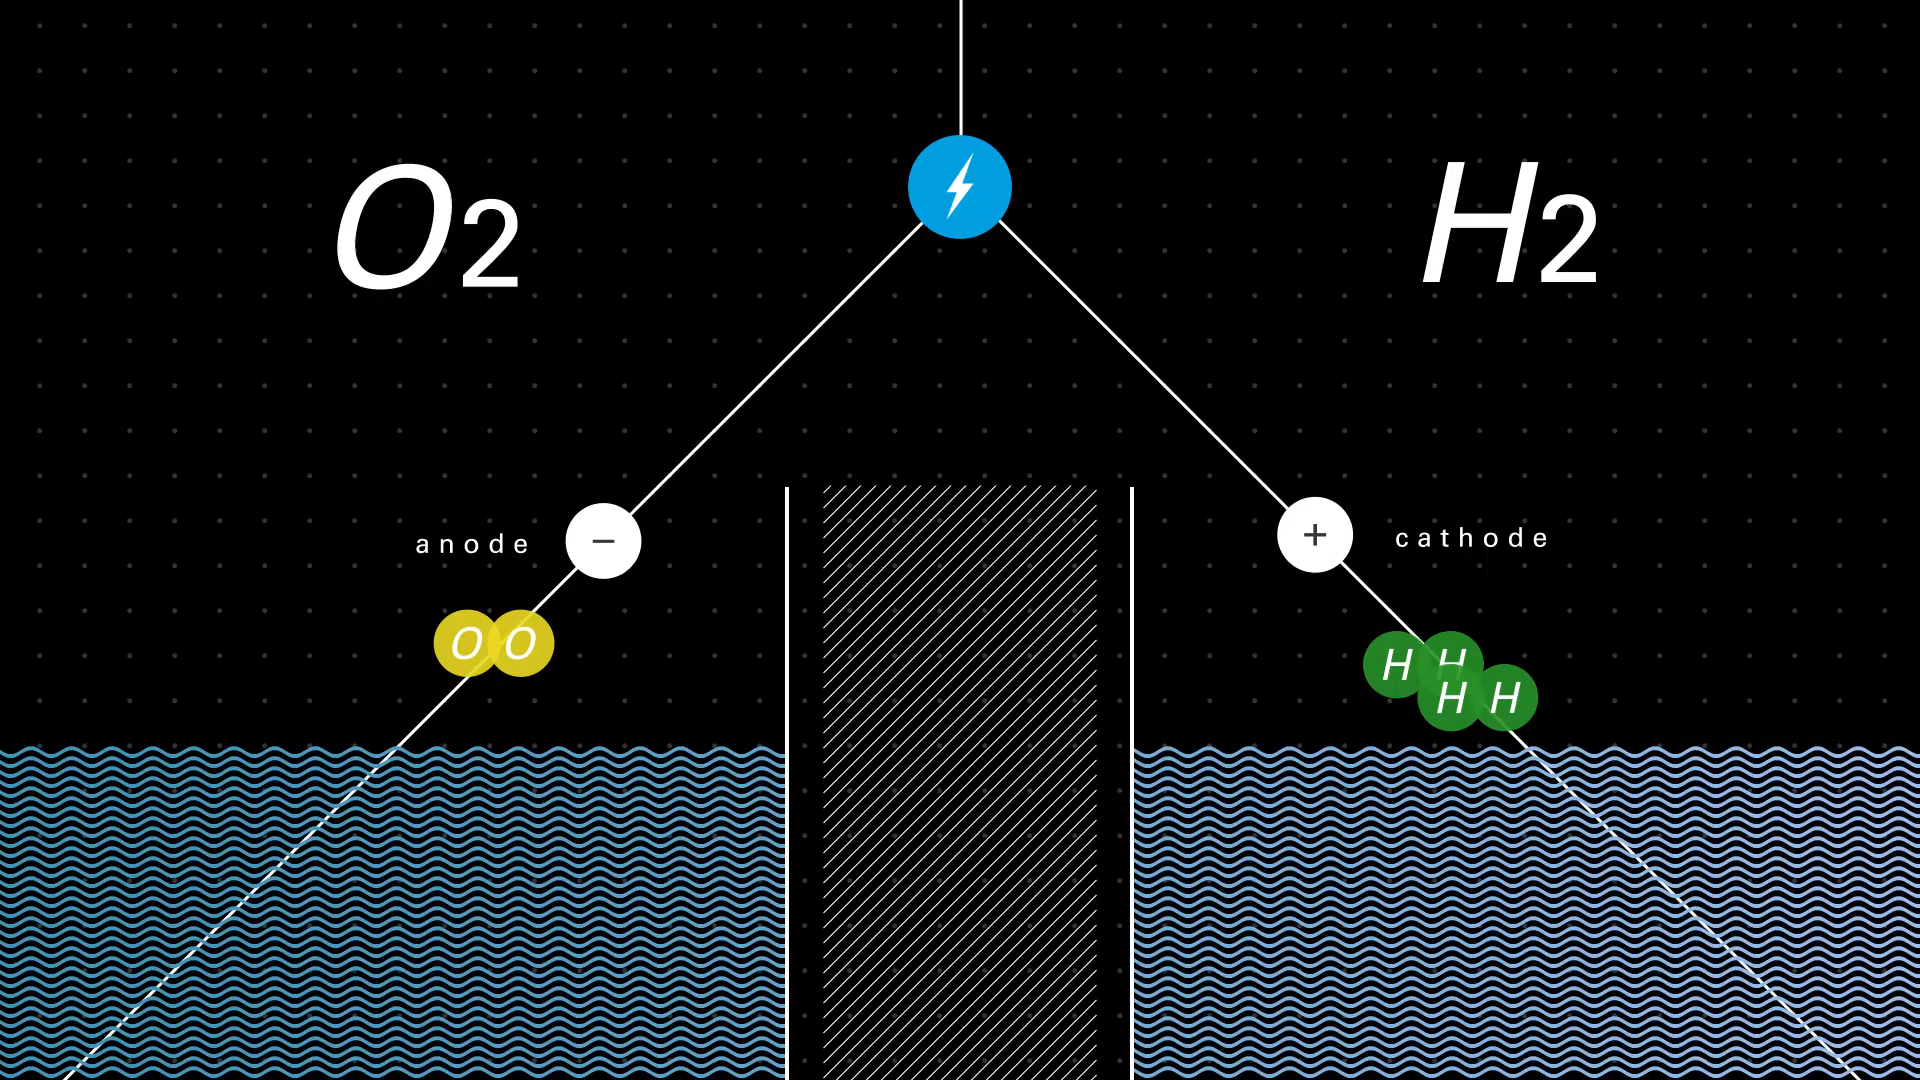 O2
H2
anode −
+ cathode
O O
H H
H H